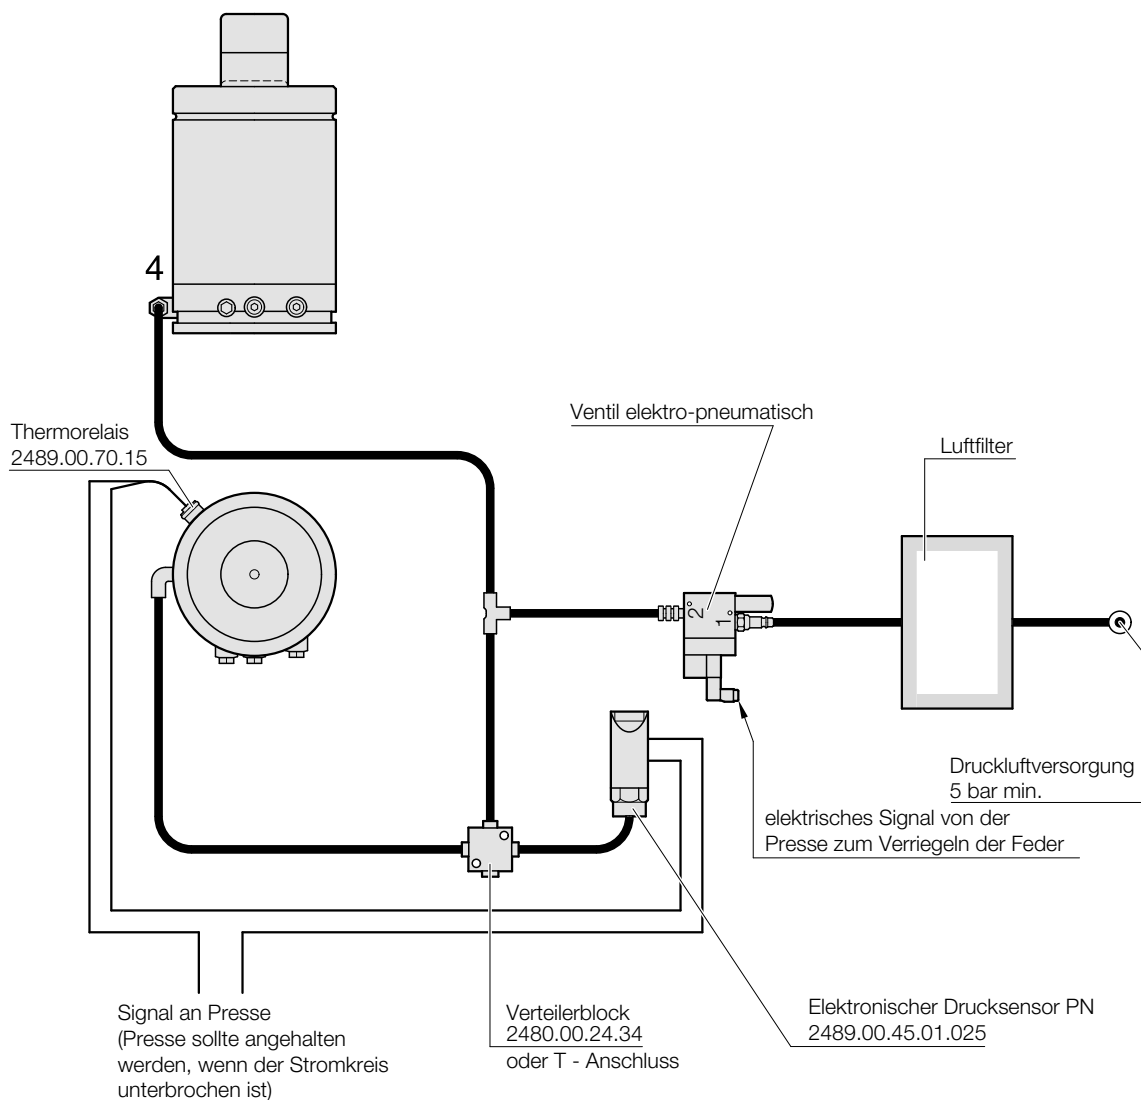 4
Thermorelais
2489.00.70.15
Ventil elektro-pneumatisch
Luftfilter
2
1
Druckluftversorgung
5 bar min.
elektrisches Signal von der
Presse zum Verriegeln der Feder
Signal an Presse
(Presse sollte angehalten
werden, wenn der Stromkreis
unterbrochen ist)
Verteilerblock
2480.00.24.34
oder T - Anschluss
Elektronischer Drucksensor PN
2489.00.45.01.025